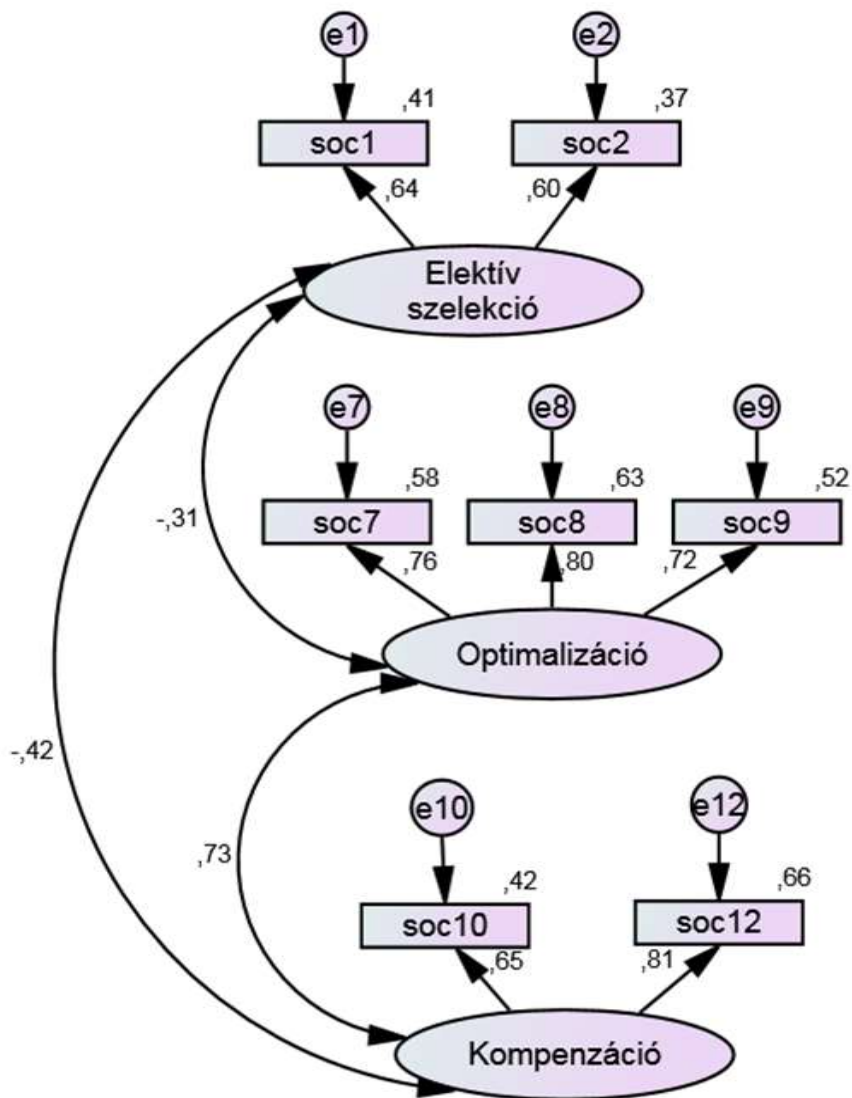 e1 e2
,41 ,37
soc1 soc2
,64 ,60
Elektív
szelekció
e7 e8 e9
,58 ,63 ,52
soc7 soc8 soc9
-,31
,76 ,80 ,72
Optimalizáció
-,42
e10 e12
,73
,42 ,66
soc10 soc12
,65 ,81
Kompenzáció